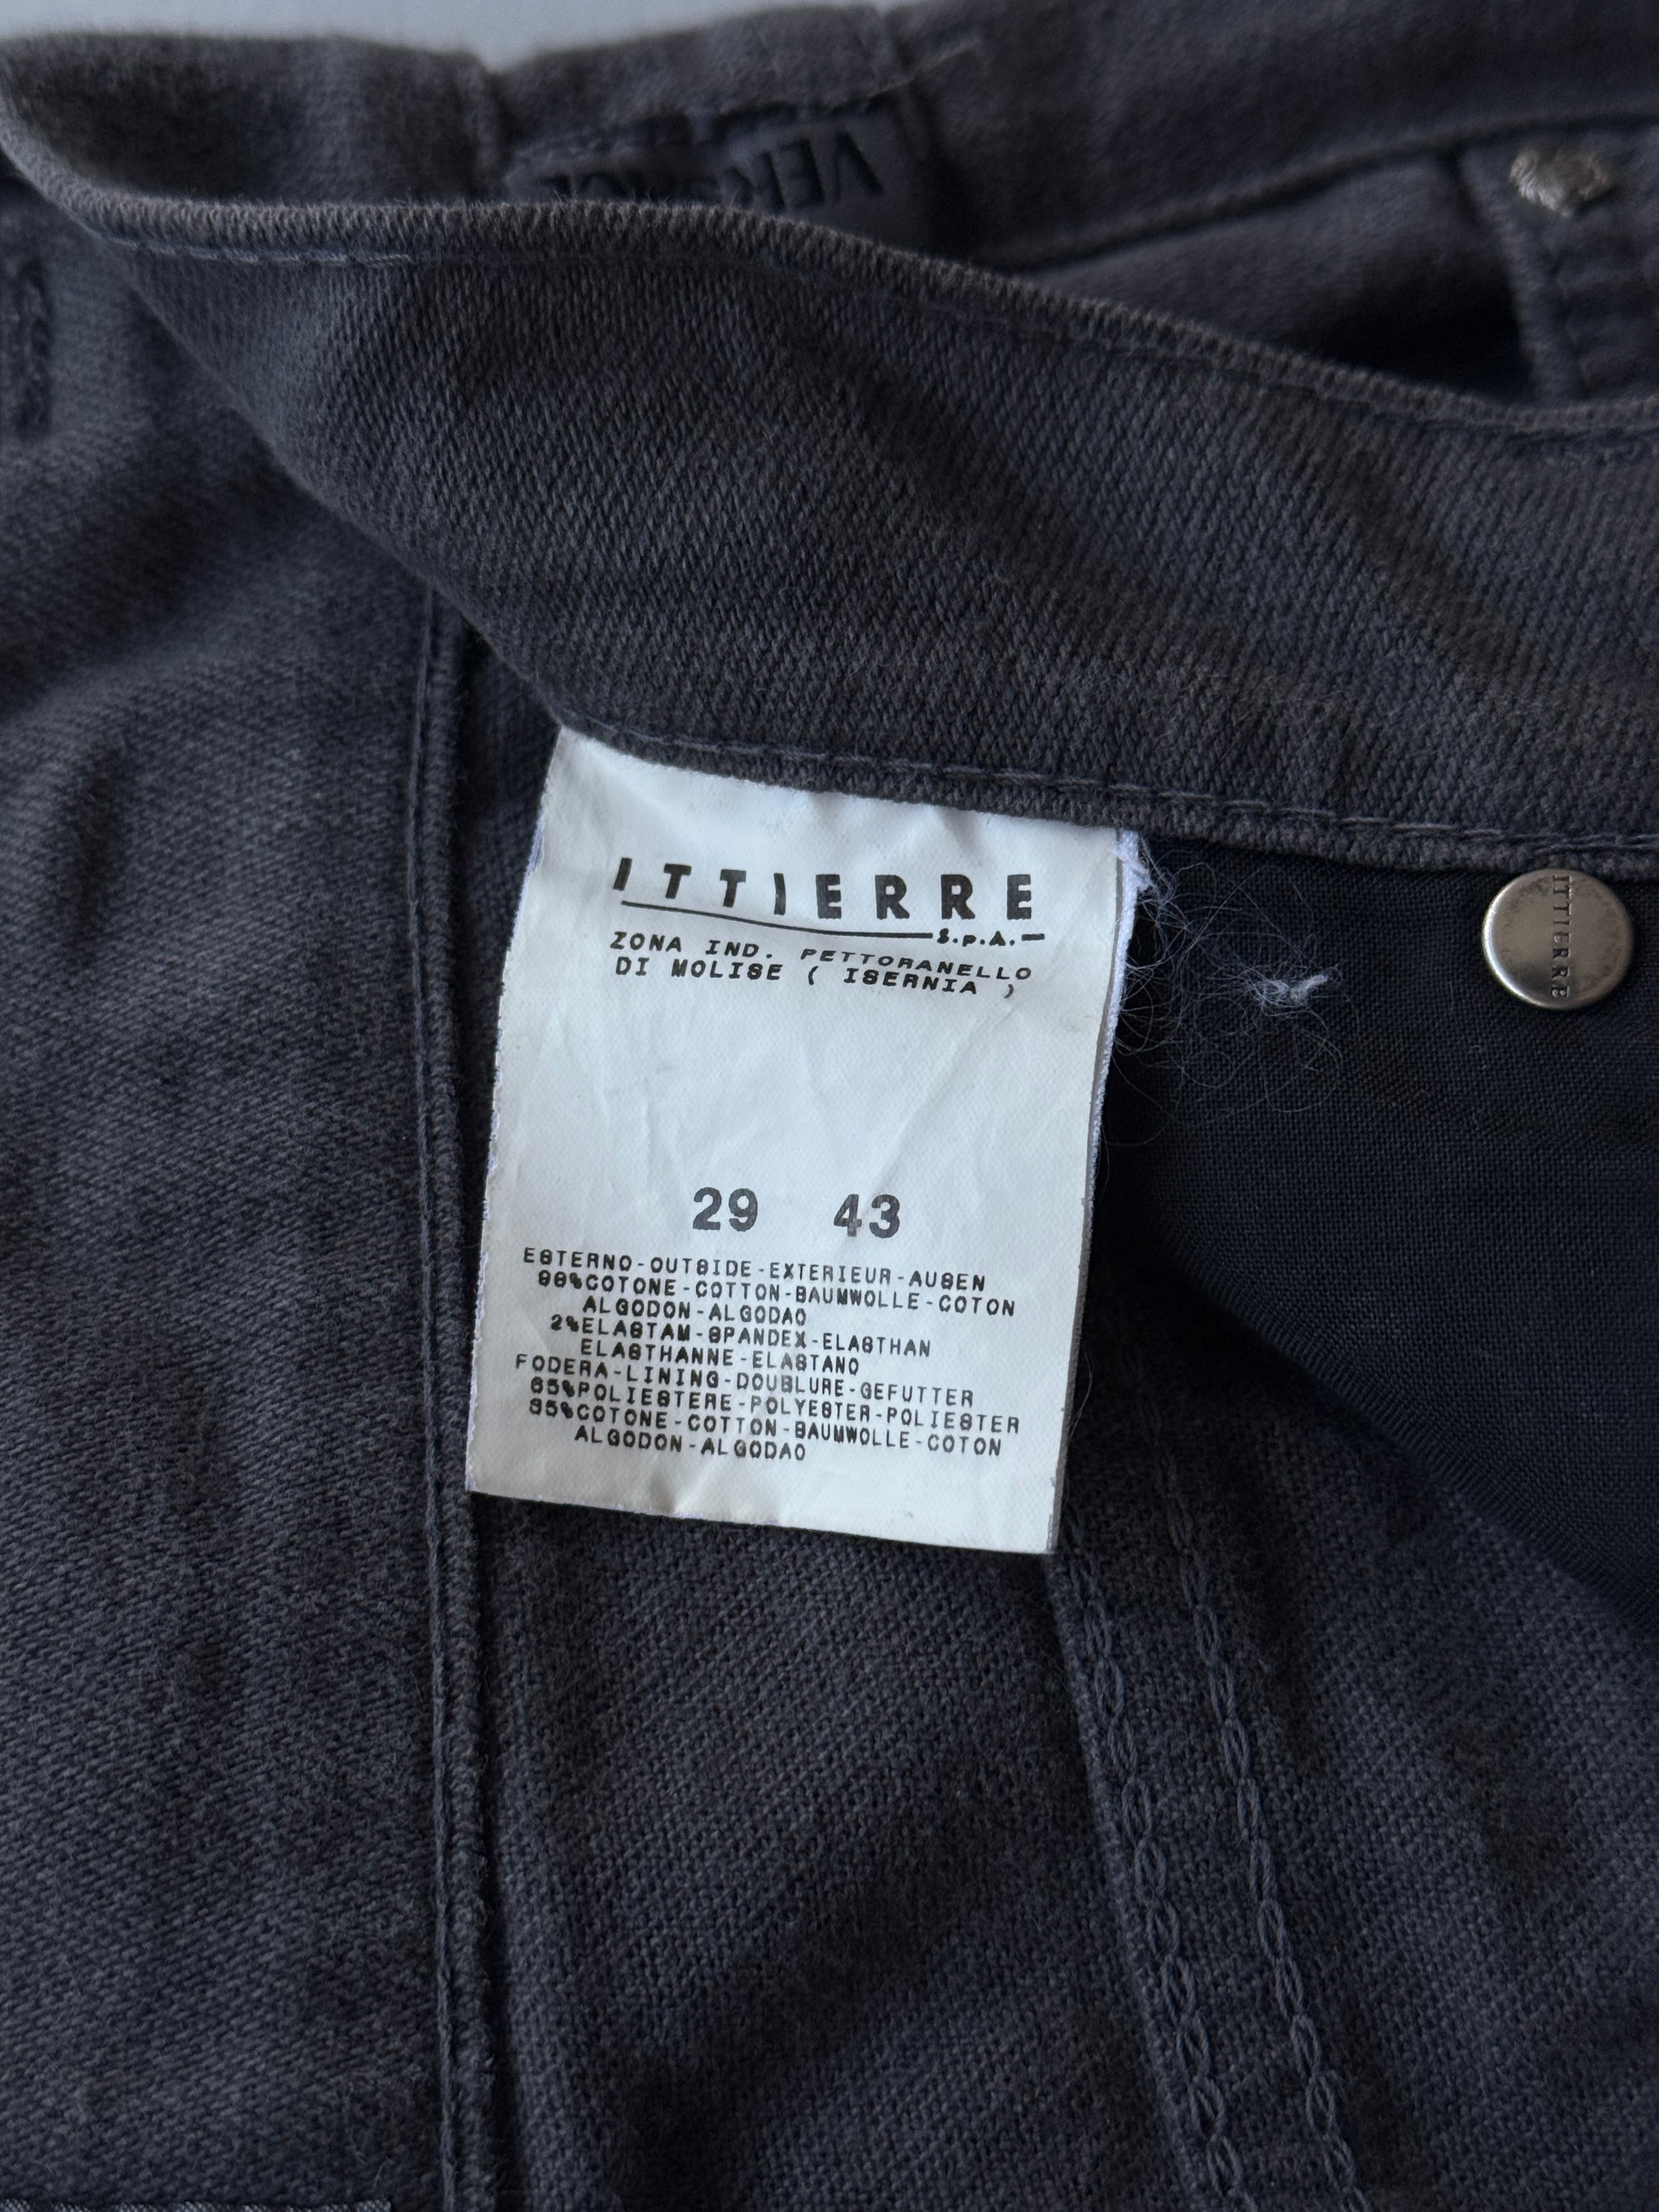 VERSACE
ITTIERRE
S.p.A.
ZONA IND. PETTORANELLO
DI MOLISE ( ISERNIA )
ITTIERRE
29 43
ESTERNO-OUTSIDE-EXTERIEUR-AUSEN
98%COTONE-COTTON-BAUMWOLLE-COTON
ALGODON-ALGODAO
2%ELASTAM-SPANDEX-ELASTHAN
ELASTHANNE-ELASTANO
FODERA-LINING-DOUBLURE-GEFUTTER
65%POLIESTERE-POLYESTER-POLIESTER
35%COTONE-COTTON-BAUMWOLLE-COTON
ALGODON-ALGODAO